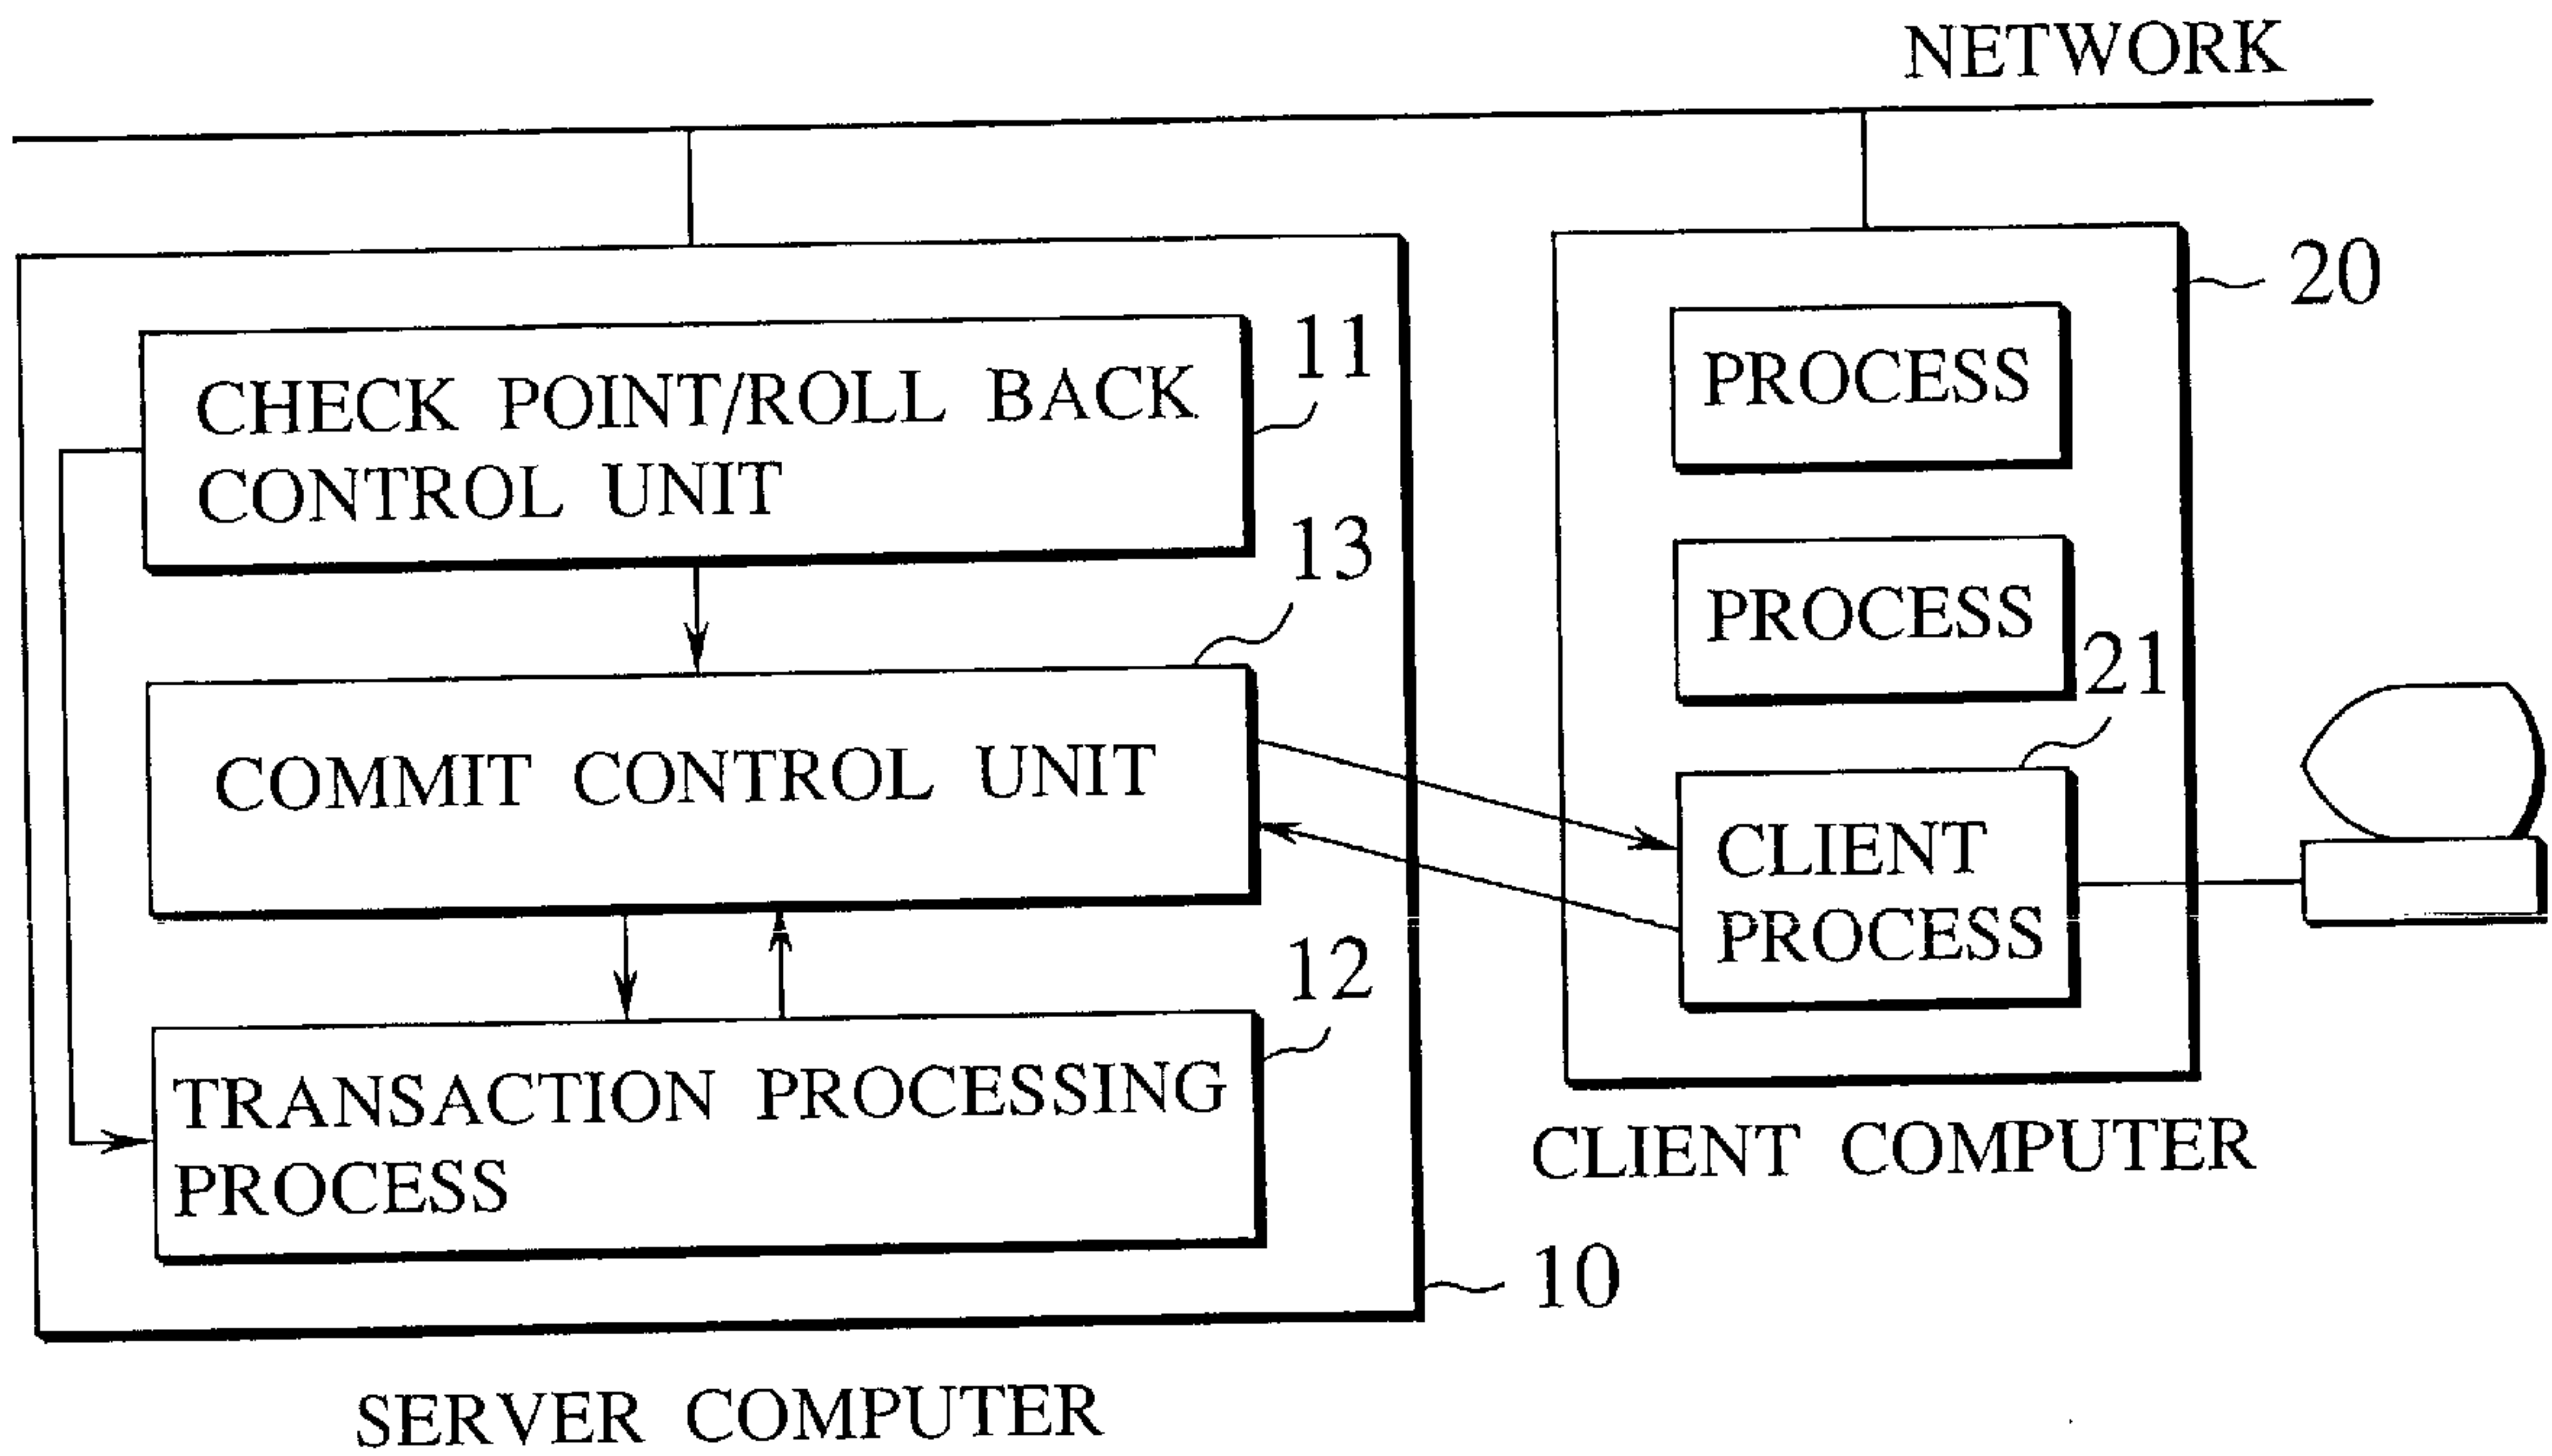 NETWORK
20
CHECK POINT/ROLL BACK
CONTROL UNIT
11
PROCESS
13
PROCESS
21
COMMIT CONTROL UNIT
CLIENT
PROCESS
12
TRANSACTION PROCESSING
PROCESS
CLIENT COMPUTER
10
SERVER COMPUTER